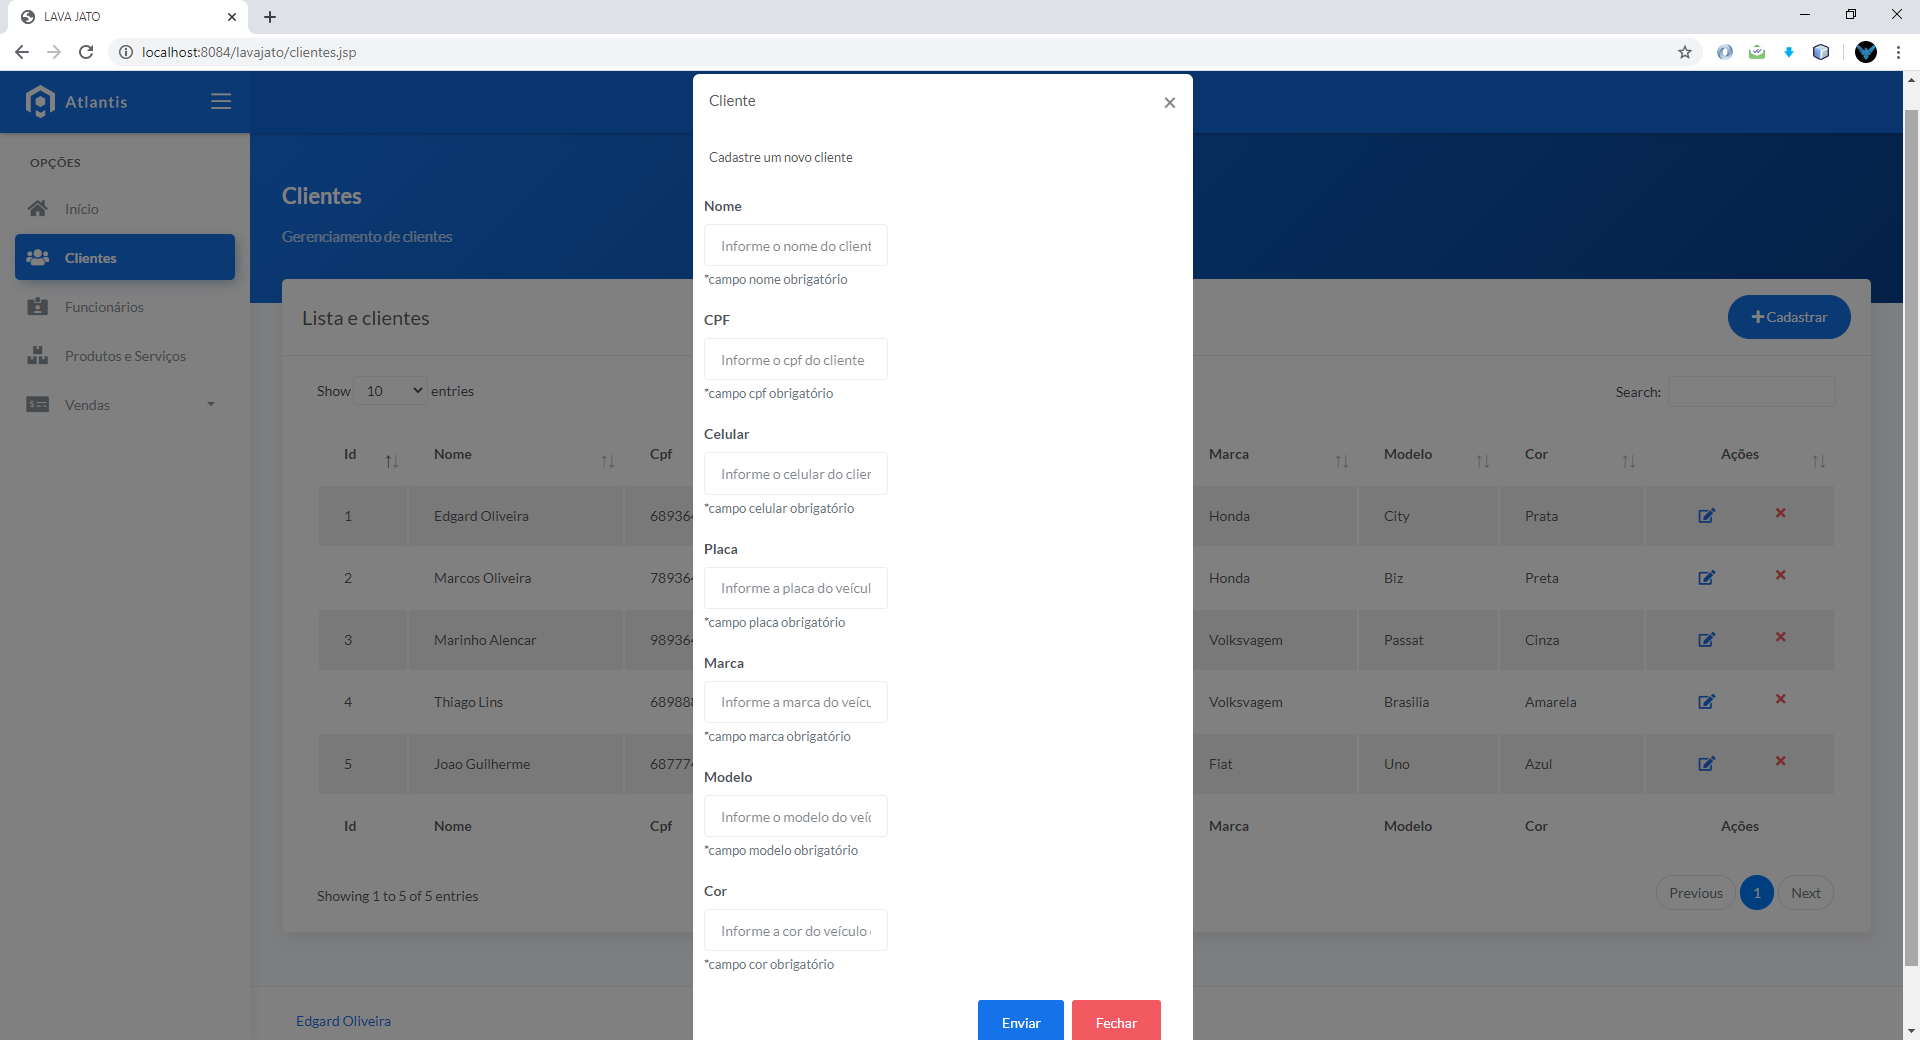 LAVA JATO
localhost:8084/lavajato/clientes.jsp
Atlantis
OPÇÕES
Início
Clientes
Funcionários
Produtos e Serviços
Vendas
Clientes
Gerenciamento de clientes
Lista e clientes
Cadastrar
Show 10 entries
Search:
Id Nome Cpf Marca Modelo Cor Ações
1 Edgard Oliveira 68936 Honda City Prata
2 Marcos Oliveira 78936 Honda Biz Preta
3 Marinho Alencar 98936 Volksvagem Passat Cinza
4 Thiago Lins 68988 Volksvagem Brasilia Amarela
5 Joao Guilherme 68777 Fiat Uno Azul
Id Nome Cpf Marca Modelo Cor Ações
Showing 1 to 5 of 5 entries
Previous 1 Next
Edgard Oliveira
Cliente
Cadastre um novo cliente
Nome
Informe o nome do client
*campo nome obrigatório
CPF
Informe o cpf do cliente
*campo cpf obrigatório
Celular
Informe o celular do clien
*campo celular obrigatório
Placa
Informe a placa do veícul
*campo placa obrigatório
Marca
Informe a marca do veícu
*campo marca obrigatório
Modelo
Informe o modelo do veíc
*campo modelo obrigatório
Cor
Informe a cor do veículo
*campo cor obrigatório
Enviar Fechar